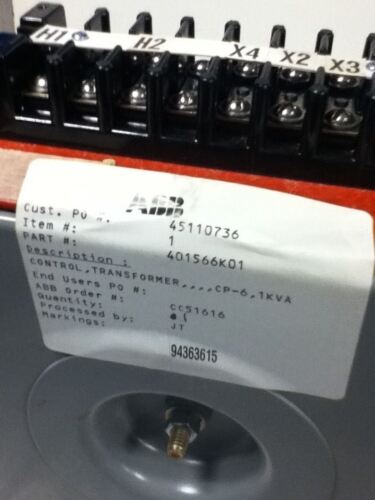 H1 H2 X4 X2 X3
ABB
Cust. PO #: 45110736
Item #: 1
PART #: 401566K01
Description :
CONTROL,TRANSFORMER,,,,CP-6,1KVA
End Users PO #:
ABB Order #: CC51616
Quantity: 1
Processed by: JT
Markings:
94363615